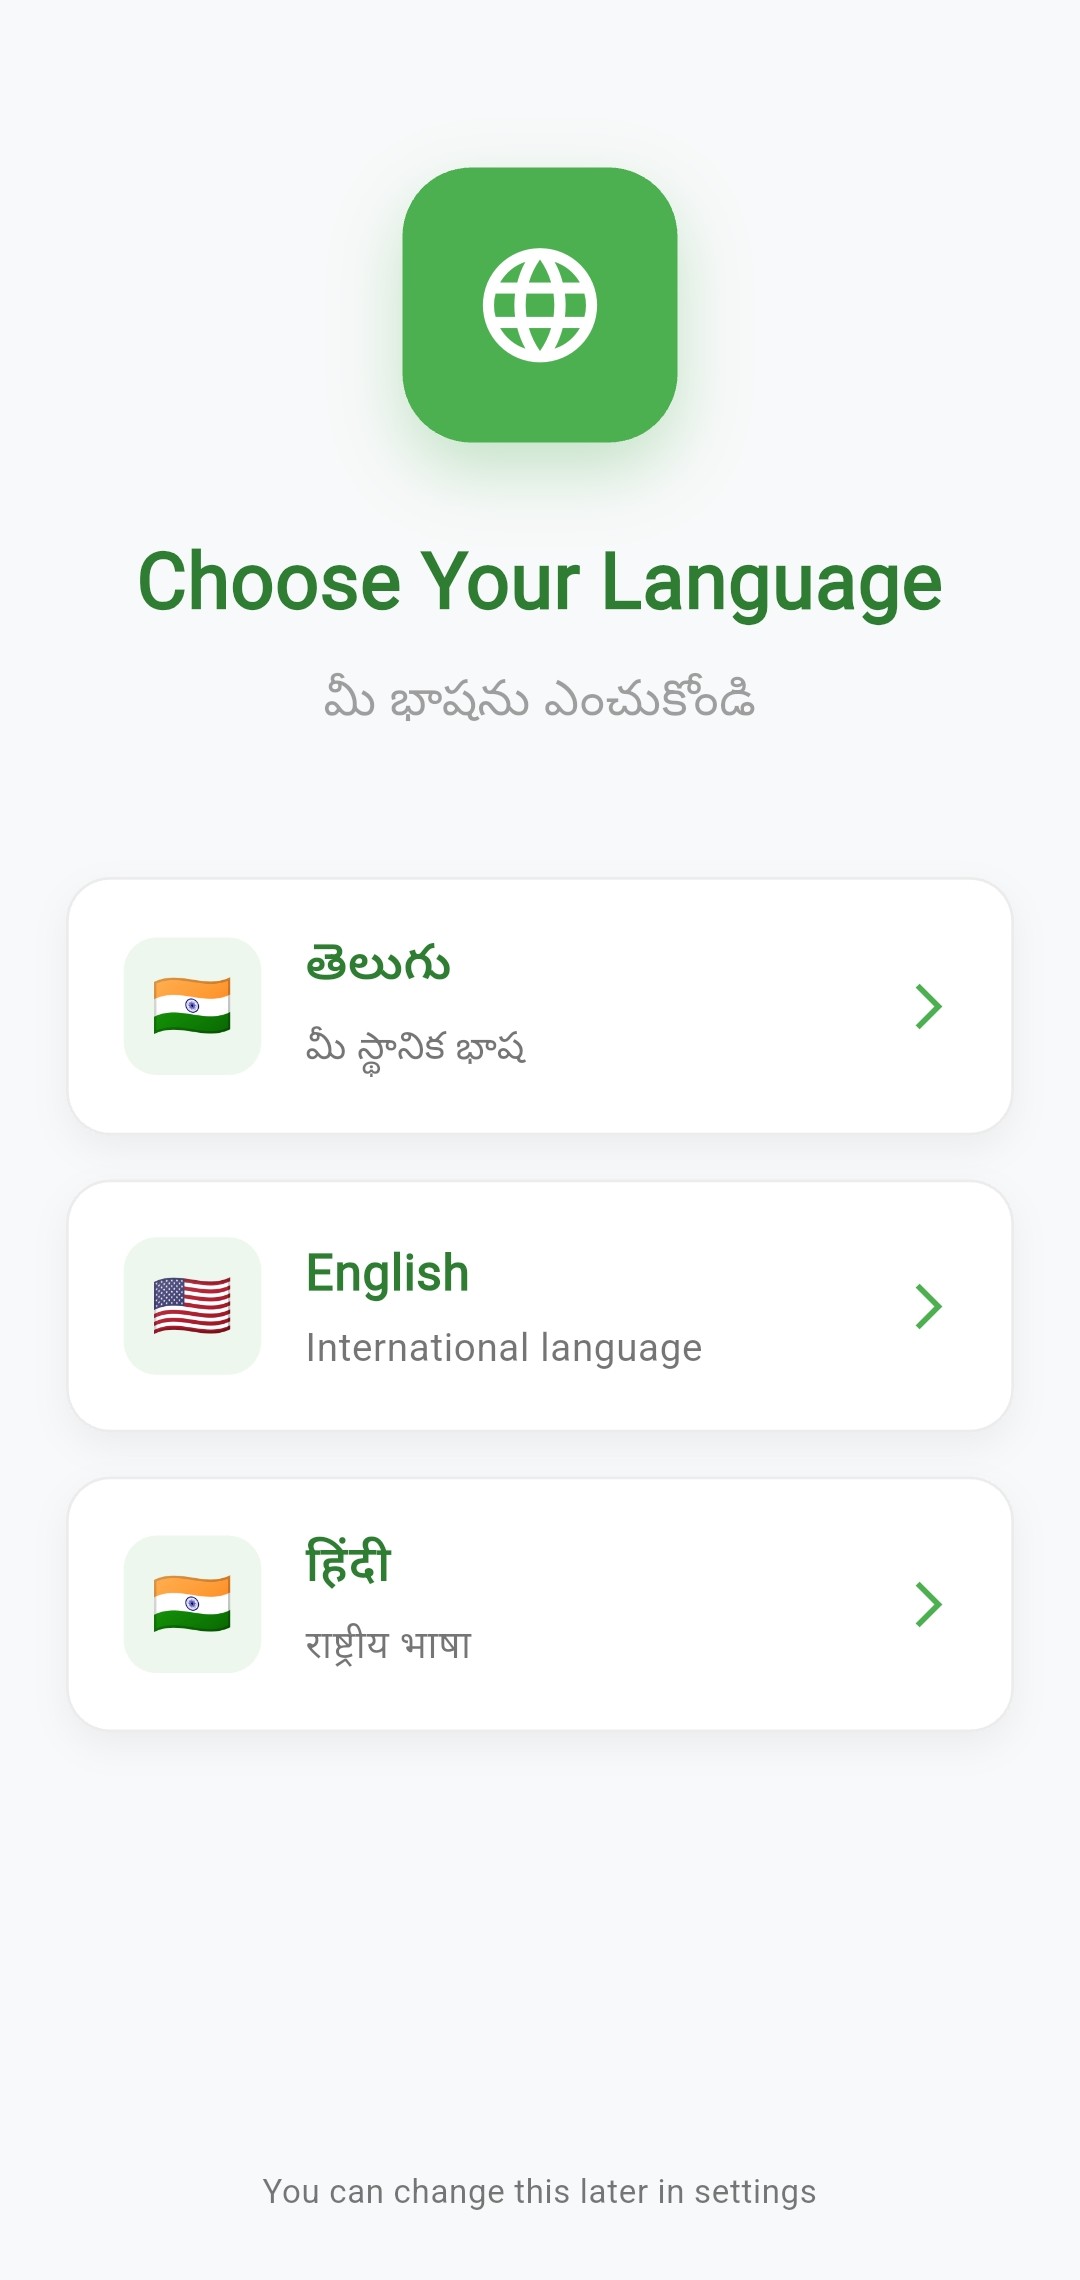 Choose Your Language
మీ భాషను ఎంచుకోండి
తెలుగు
మీ స్థానిక భాష
English
International language
हिंदी
राष्ट्रीय भाषा
You can change this later in settings